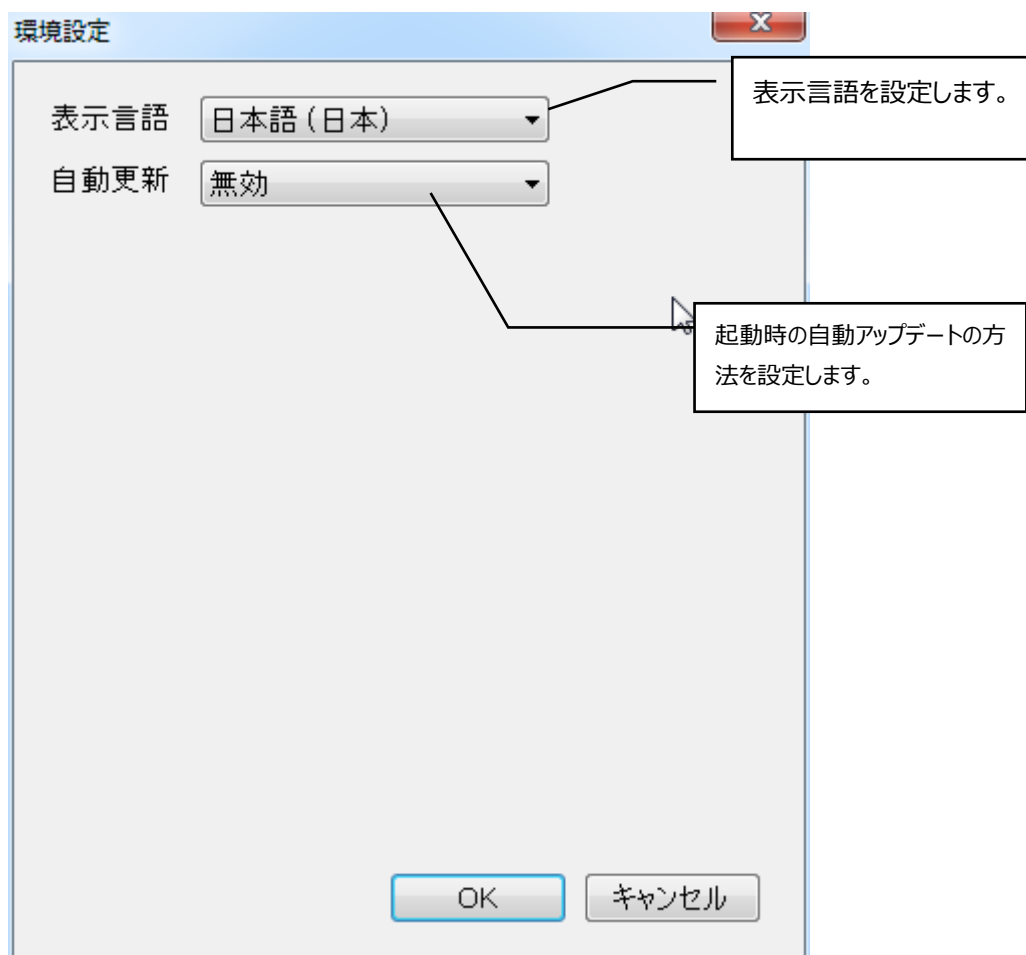 環境設定
表示言語 日本語(日本)
表示言語を設定します。
自動更新 無効
起動時の自動アップデートの方
法を設定します。
OK キャンセル